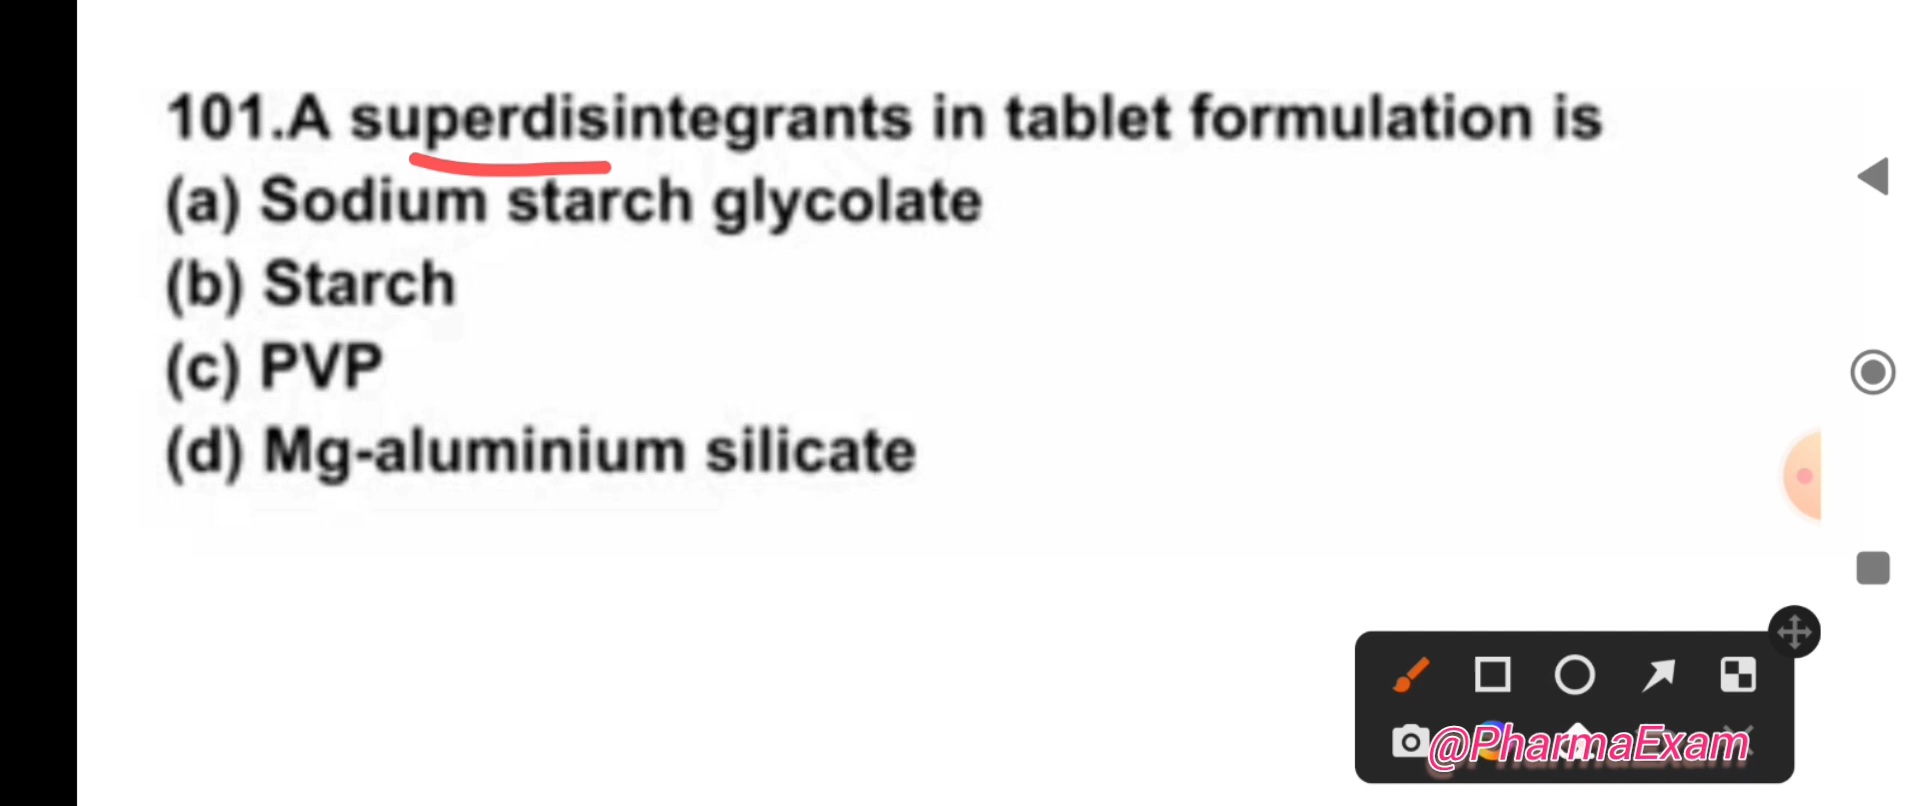 101.A superdisintegrants in tablet formulation is
(a) Sodium starch glycolate
(b) Starch
(c) PVP
(d) Mg-aluminium silicate
@PharmaExam